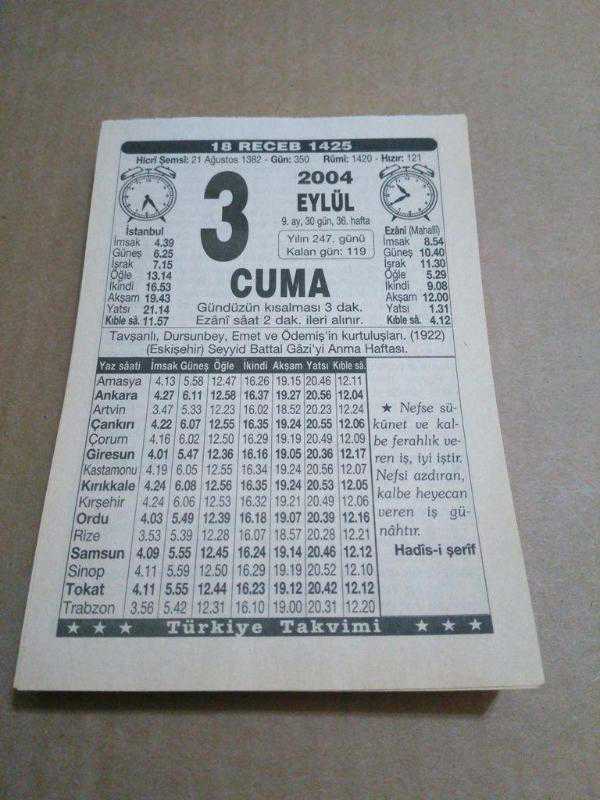 18 RECEB 1425
Hicrî Şemsî: 21 Ağustos 1382 - Gün: 350 Rûmî: 1420 - Hızır: 121
3
2004
EYLÜL
9. ay, 30 gün, 36. hafta
Yılın 247. günü
Kalan gün: 119
CUMA
Gündüzün kısalması 3 dak.
Ezânî sâat 2 dak. ileri alınır.
İstanbul
İmsak 4.39
Güneş 6.25
İşrak 7.15
Öğle 13.14
İkindi 16.53
Akşam 19.43
Yatsı 21.14
Kıble sâ. 11.57
Ezânî (Mahallî)
İmsak 8.54
Güneş 10.40
İşrak 11.30
Öğle 5.29
İkindi 9.08
Akşam 12.00
Yatsı 1.31
Kıble sâ. 4.12
Tavşanlı, Dursunbey, Emet ve Ödemiş'in kurtuluşları. (1922)
(Eskişehir) Seyyid Battal Gâzi'yi Anma Haftası.
Yaz sâati İmsak Güneş Öğle İkindi Akşam Yatsı Kıble sâ.
Amasya 4.13 5.58 12.47 16.26 19.15 20.46 12.11
Ankara 4.27 6.11 12.58 16.37 19.27 20.56 12.04
Artvin 3.47 5.33 12.23 16.02 18.52 20.23 12.24
Çankırı 4.22 6.07 12.55 16.35 19.24 20.55 12.06
Çorum 4.16 6.02 12.50 16.29 19.19 20.49 12.09
Giresun 4.01 5.47 12.36 16.16 19.05 20.36 12.17
Kastamonu 4.19 6.05 12.55 16.34 19.24 20.56 12.07
Kırıkkale 4.24 6.08 12.56 16.35 19.24 20.53 12.05
Kırşehir 4.24 6.06 12.53 16.32 19.21 20.49 12.06
Ordu 4.03 5.49 12.39 16.18 19.07 20.39 12.16
Rize 3.53 5.39 12.28 16.07 18.57 20.28 12.21
Samsun 4.09 5.55 12.45 16.24 19.14 20.46 12.12
Sinop 4.11 5.59 12.50 16.29 19.19 20.52 12.10
Tokat 4.11 5.55 12.44 16.23 19.12 20.42 12.12
Trabzon 3.56 5.42 12.31 16.10 19.00 20.31 12.20
★ Nefse sü-
kûnet ve kal-
be ferahlık ve-
ren iş, iyi iştir.
Nefsi azdıran,
kalbe heyecan
veren iş gü-
nâhtır.
Hadîs-i şerîf
★ ★ ★ Türkiye Takvimi ★ ★ ★